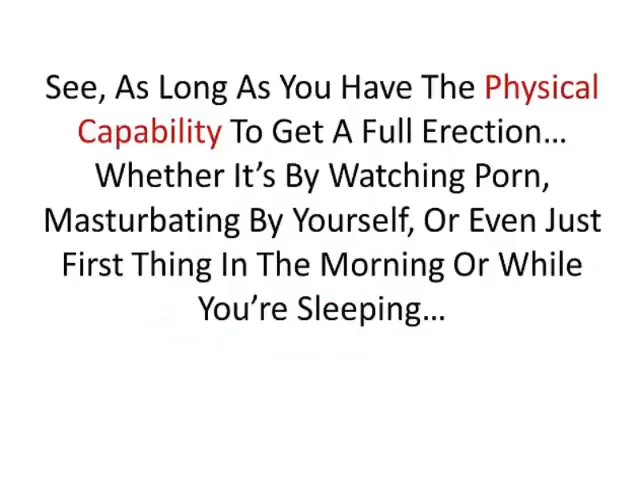 See, As Long As You Have The Physical
Capability To Get A Full Erection…
Whether It’s By Watching Porn,
Masturbating By Yourself, Or Even Just
First Thing In The Morning Or While
You’re Sleeping…